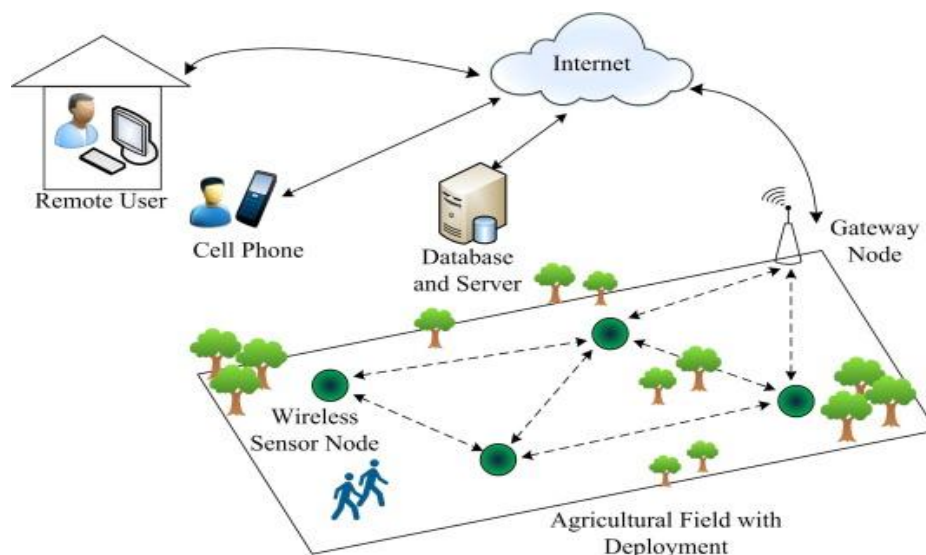 Internet
Remote User
Cell Phone
Database
and Server
Gateway
Node
Wireless
Sensor Node
Agricultural Field with
Deployment